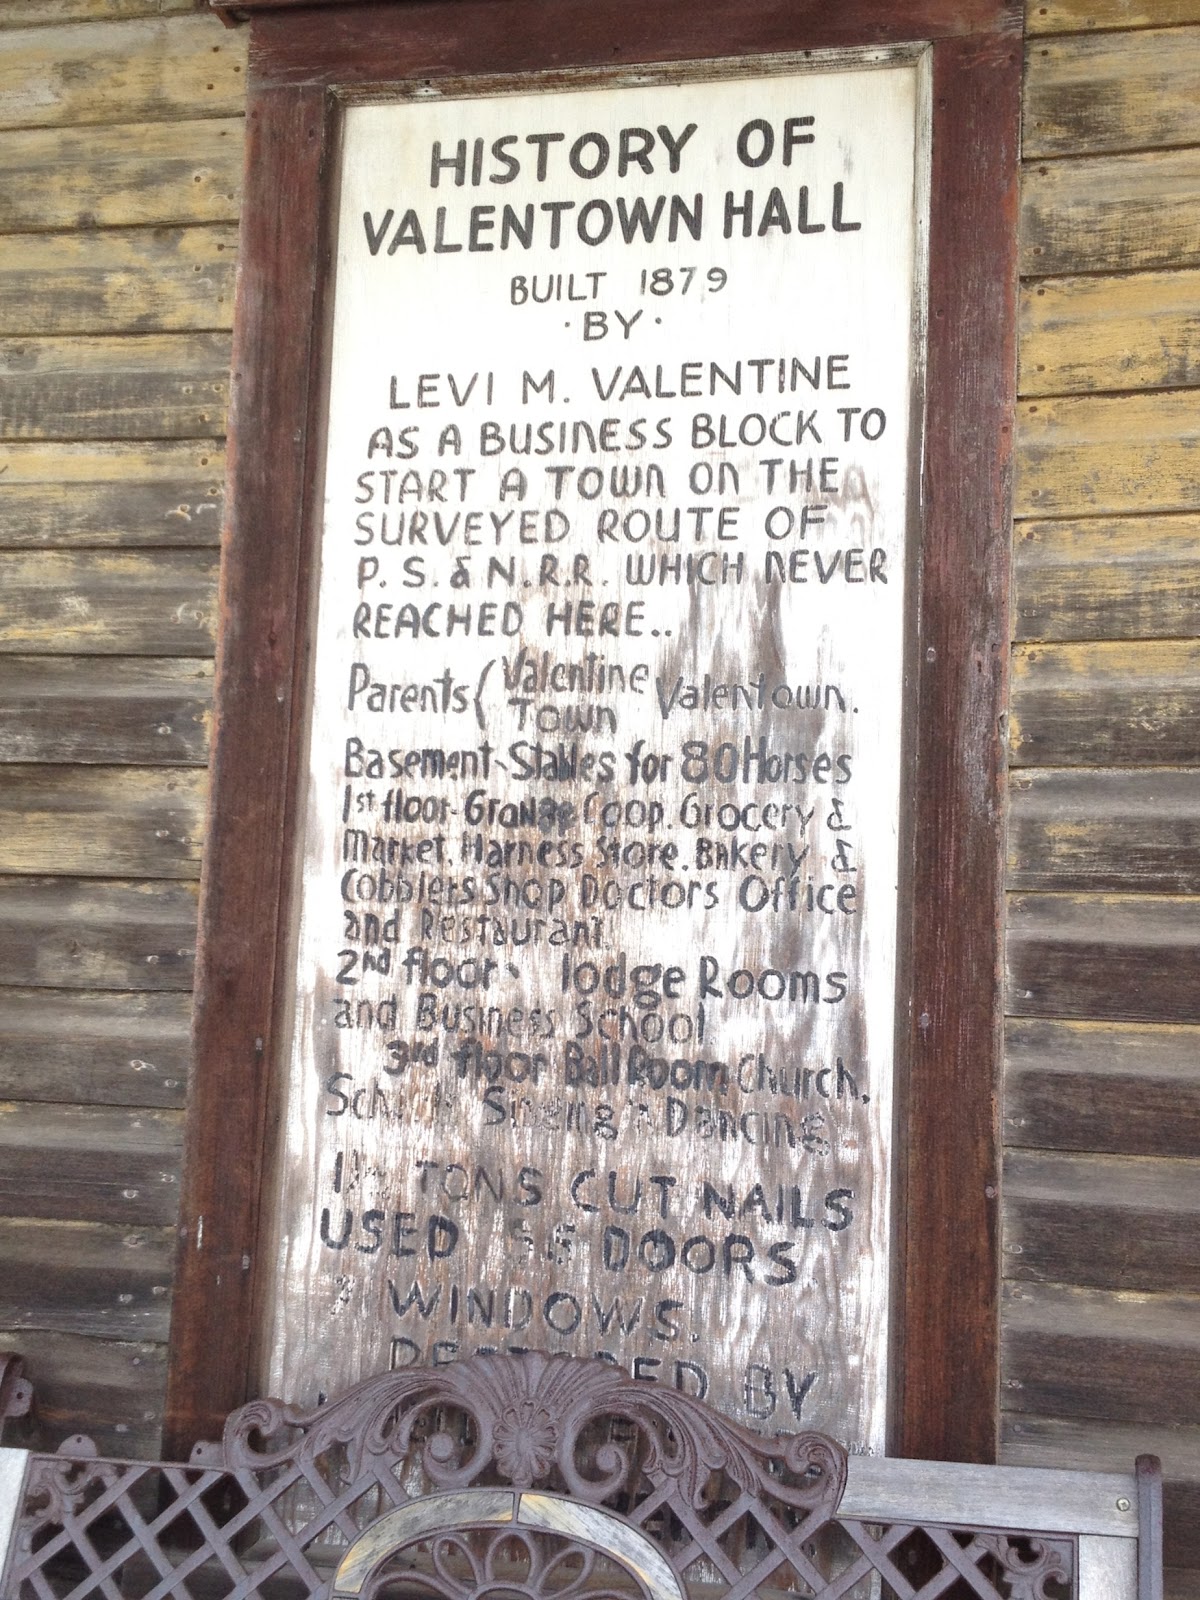 HISTORY OF
VALENTOWN HALL
BUILT 1879
· BY ·
LEVI M. VALENTINE
AS A BUSINESS BLOCK TO
START A TOWN ON THE
SURVEYED ROUTE OF
P. S. & N.R.R. WHICH NEVER
REACHED HERE..
Parents { Valentine Town Valentown.
Basement - Stables for 80 Horses
1st floor - Grange Coop. Grocery &
Market. Harness Store. Bakery &
Cobblers Shop Doctors Office
and Restaurant
2nd floor - lodge Rooms
and Business School
3rd floor Ball Room, Church,
Singing Dancing
TONS CUT NAILS
USED DOORS
WINDOWS.
RESTORED BY